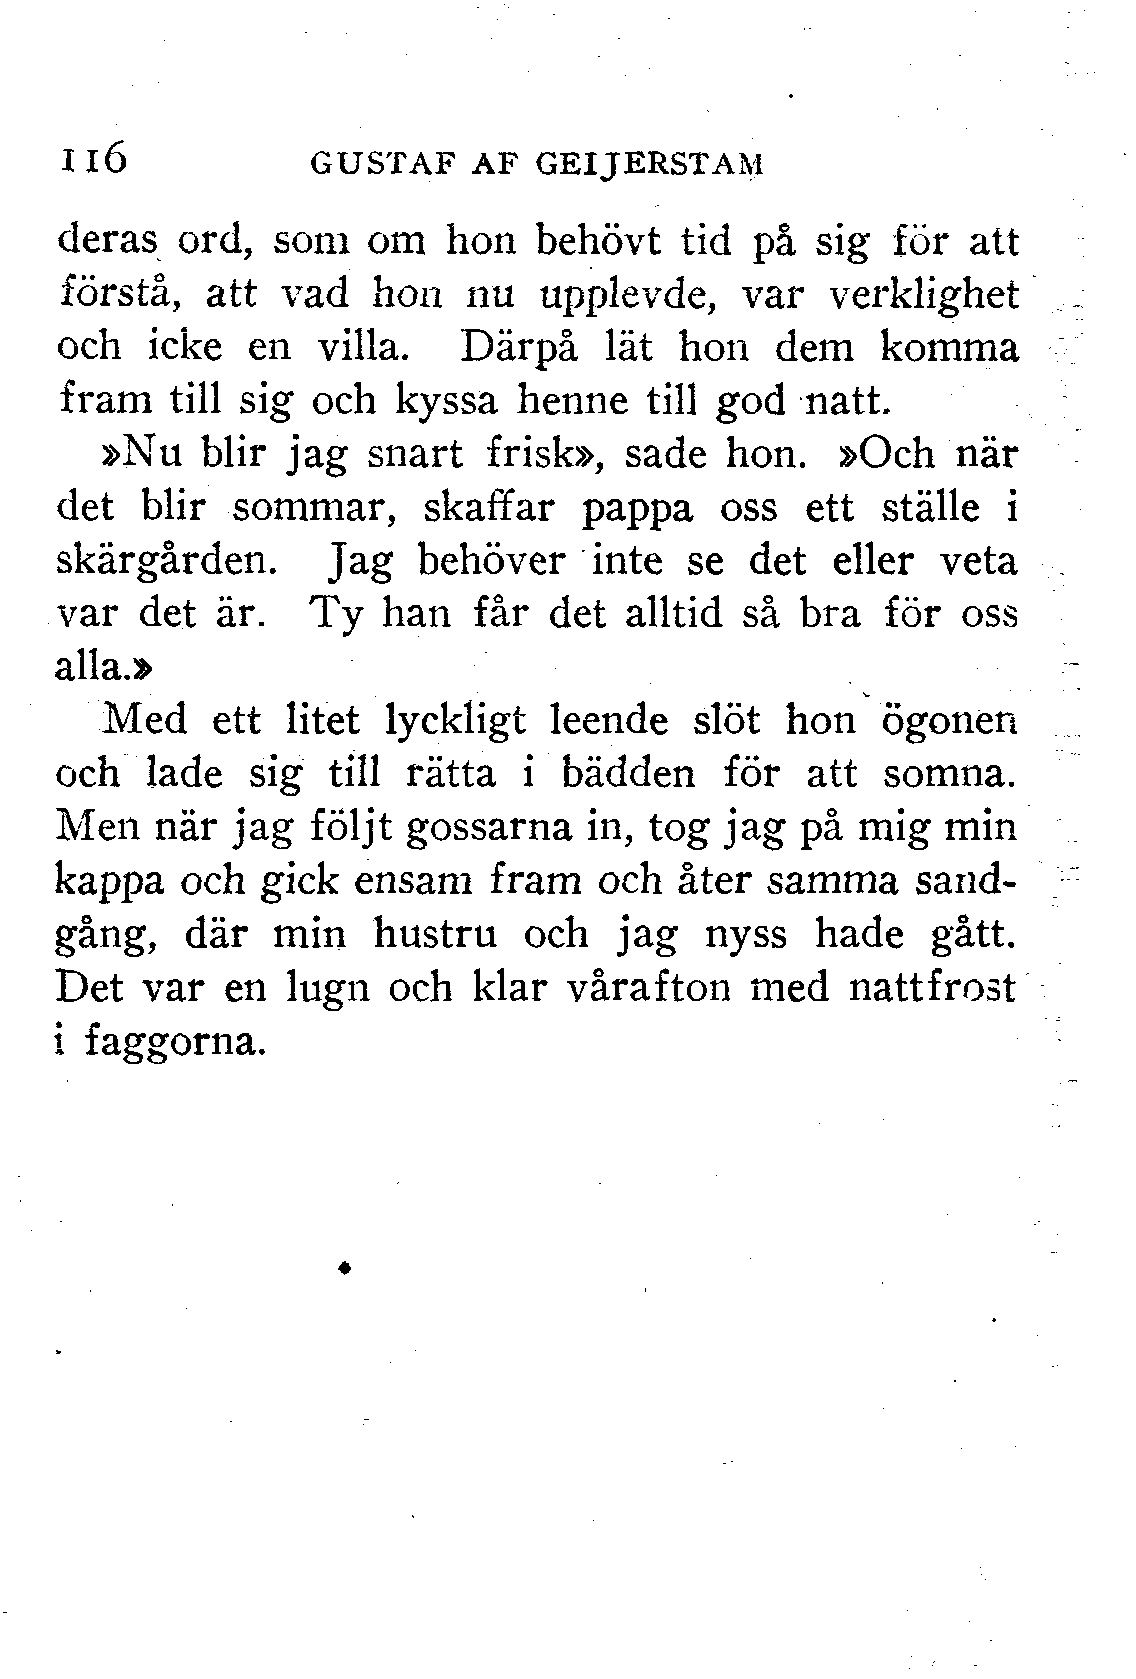 116 GUSTAF AF GEIJERSTAM
deras ord, som om hon behövt tid på sig för att
förstå, att vad hon nu upplevde, var verklighet
och icke en villa. Därpå lät hon dem komma
fram till sig och kyssa henne till god natt.
»Nu blir jag snart frisk», sade hon. »Och när
det blir sommar, skaffar pappa oss ett ställe i
skärgården. Jag behöver inte se det eller veta
var det är. Ty han får det alltid så bra för oss
alla.»
Med ett litet lyckligt leende slöt hon ögonen
och lade sig till rätta i bädden för att somna.
Men när jag följt gossarna in, tog jag på mig min
kappa och gick ensam fram och åter samma sand-
gång, där min hustru och jag nyss hade gått.
Det var en lugn och klar vårafton med nattfrost
i faggorna.